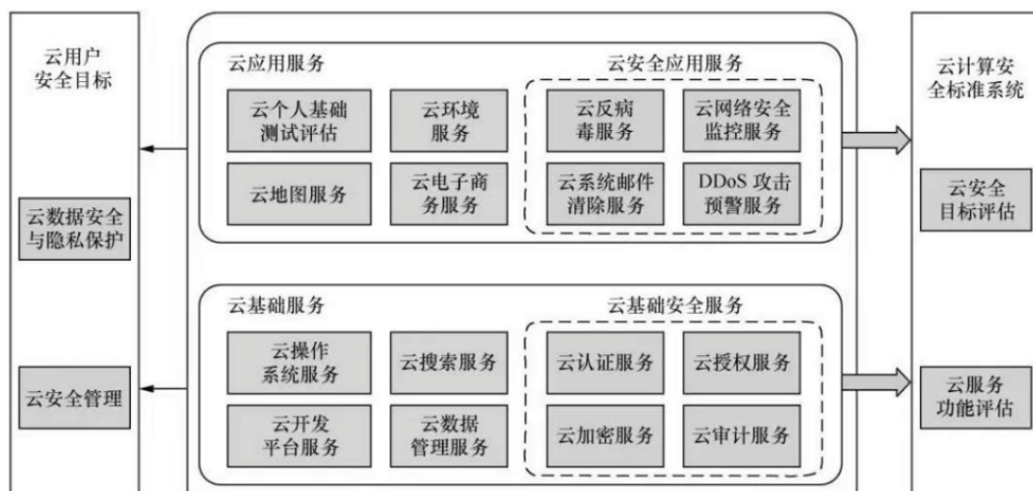 云用户
安全目标
云数据安全
与隐私保护
云安全管理
云应用服务
云个人基础
测试评估
云环境
服务
云地图服务
云电子商
务服务
云安全应用服务
云反病
毒服务
云网络安全
监控服务
云系统邮件
清除服务
DDoS 攻击
预警服务
云基础服务
云操作
系统服务
云搜索服务
云开发
平台服务
云数据
管理服务
云基础安全服务
云认证服务
云授权服务
云加密服务
云审计服务
云计算安
全标准系统
云安全
目标评估
云服务
功能评估